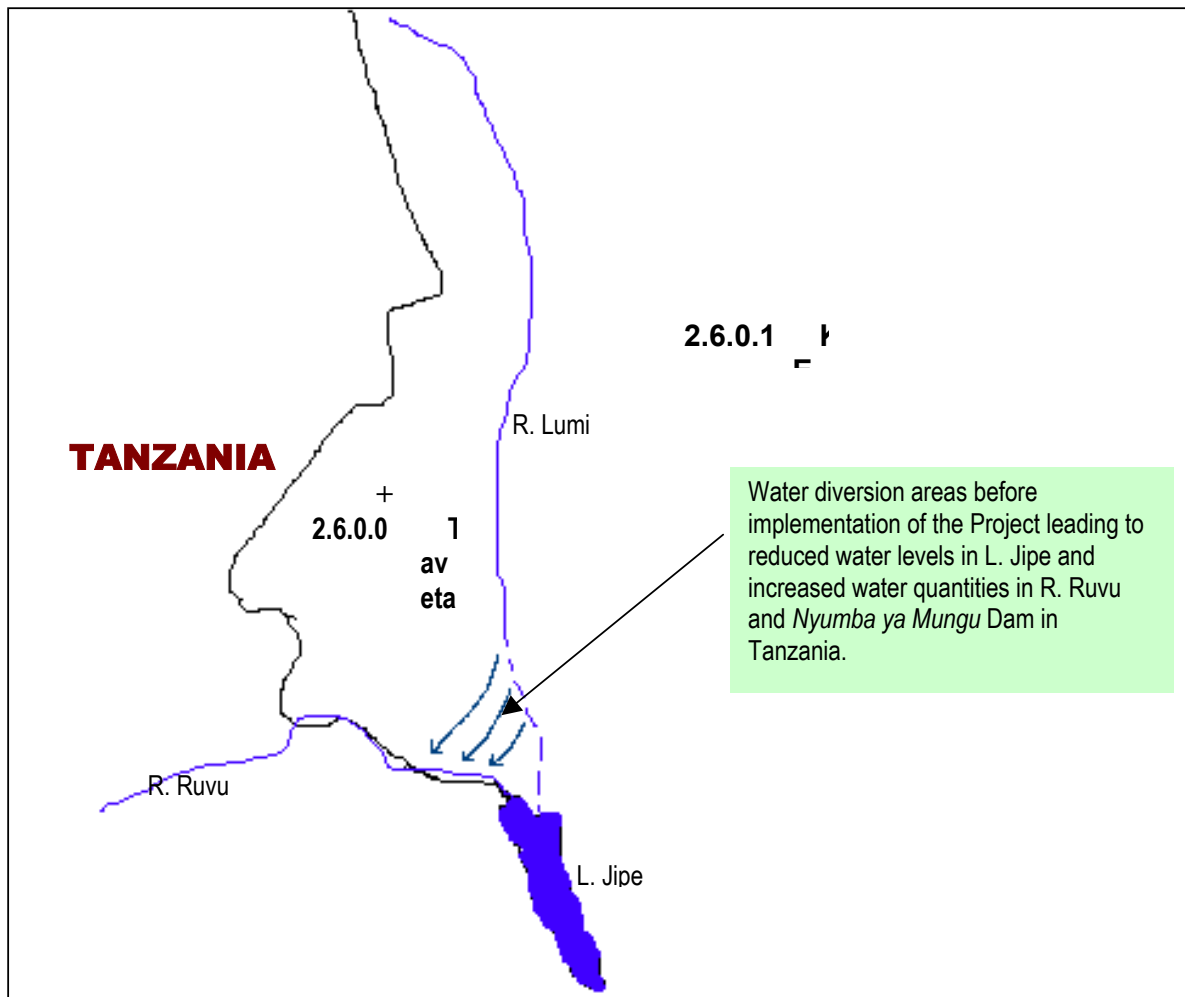 2.6.0.1 K
R. Lumi
TANZANIA
+
2.6.0.0 T
av
eta
Water diversion areas before
implementation of the Project leading to
reduced water levels in L. Jipe and
increased water quantities in R. Ruvu
and Nyumba ya Mungu Dam in
Tanzania.
R. Ruvu
L. Jipe